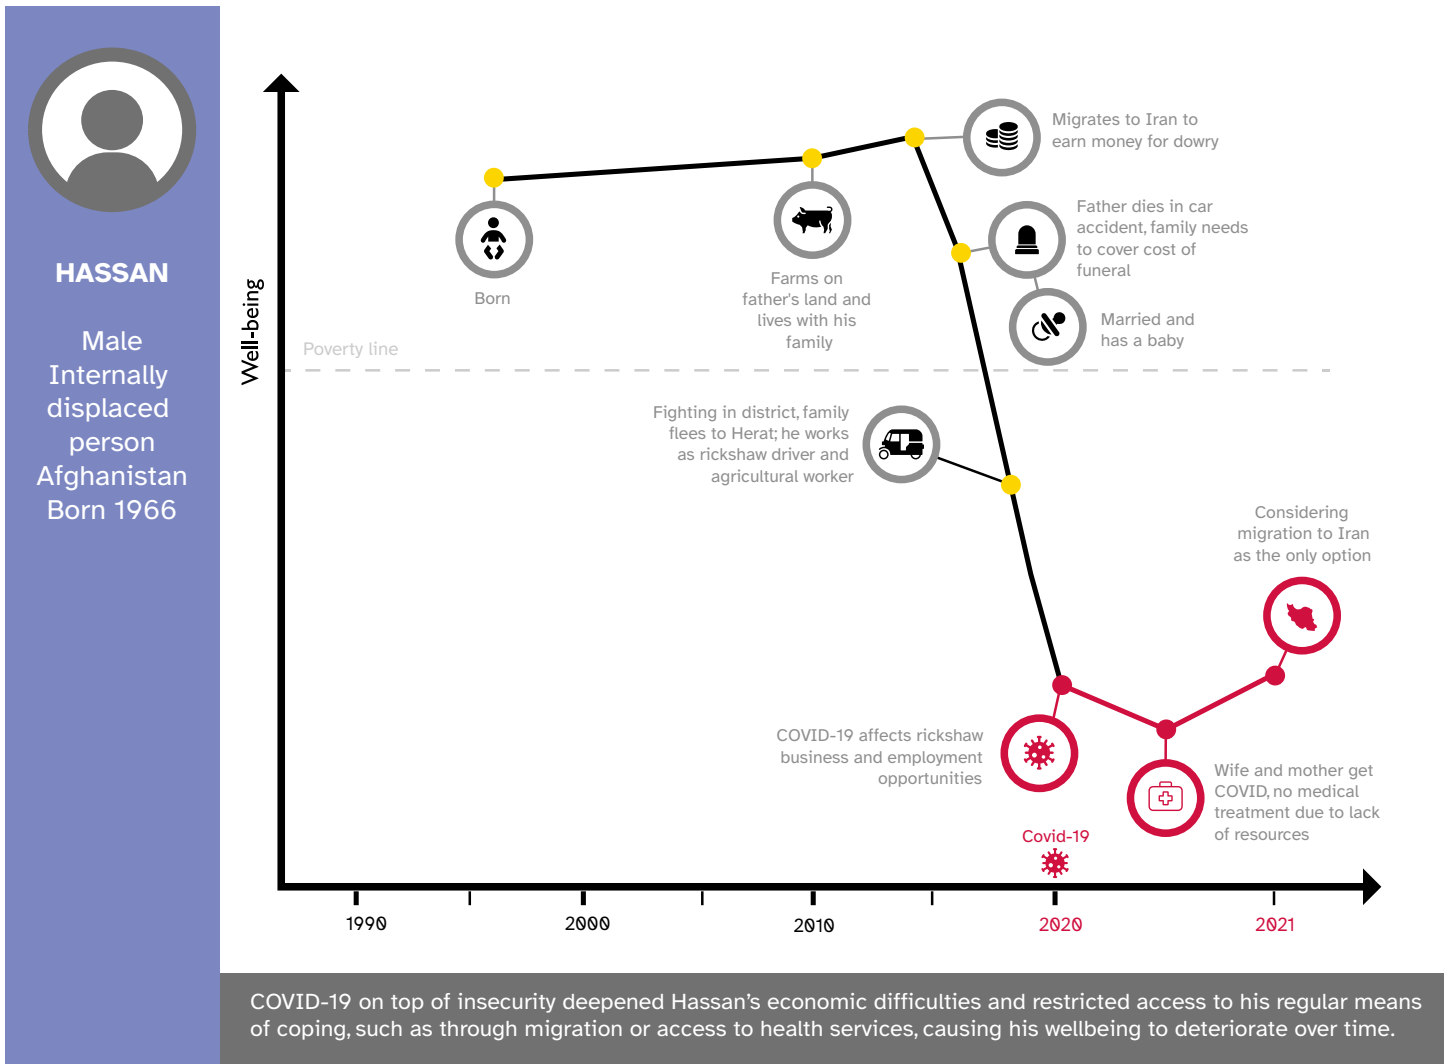 HASSAN
Male
Internally
displaced
person
Afghanistan
Born 1966
Well-being
Migrates to Iran to
earn money for dowry
Father dies in car
accident, family needs
to cover cost of
funeral
Born
Farms on
father's land and
lives with his
family
Married and
has a baby
Poverty line
Fighting in district, family
flees to Herat; he works
as rickshaw driver and
agricultural worker
Considering
migration to Iran
as the only option
COVID-19 affects rickshaw
business and employment
opportunities
Wife and mother get
COVID, no medical
treatment due to lack
of resources
Covid-19
1990
2000
2010
2020
2021
COVID-19 on top of insecurity deepened Hassan’s economic difficulties and restricted access to his regular means
of coping, such as through migration or access to health services, causing his wellbeing to deteriorate over time.